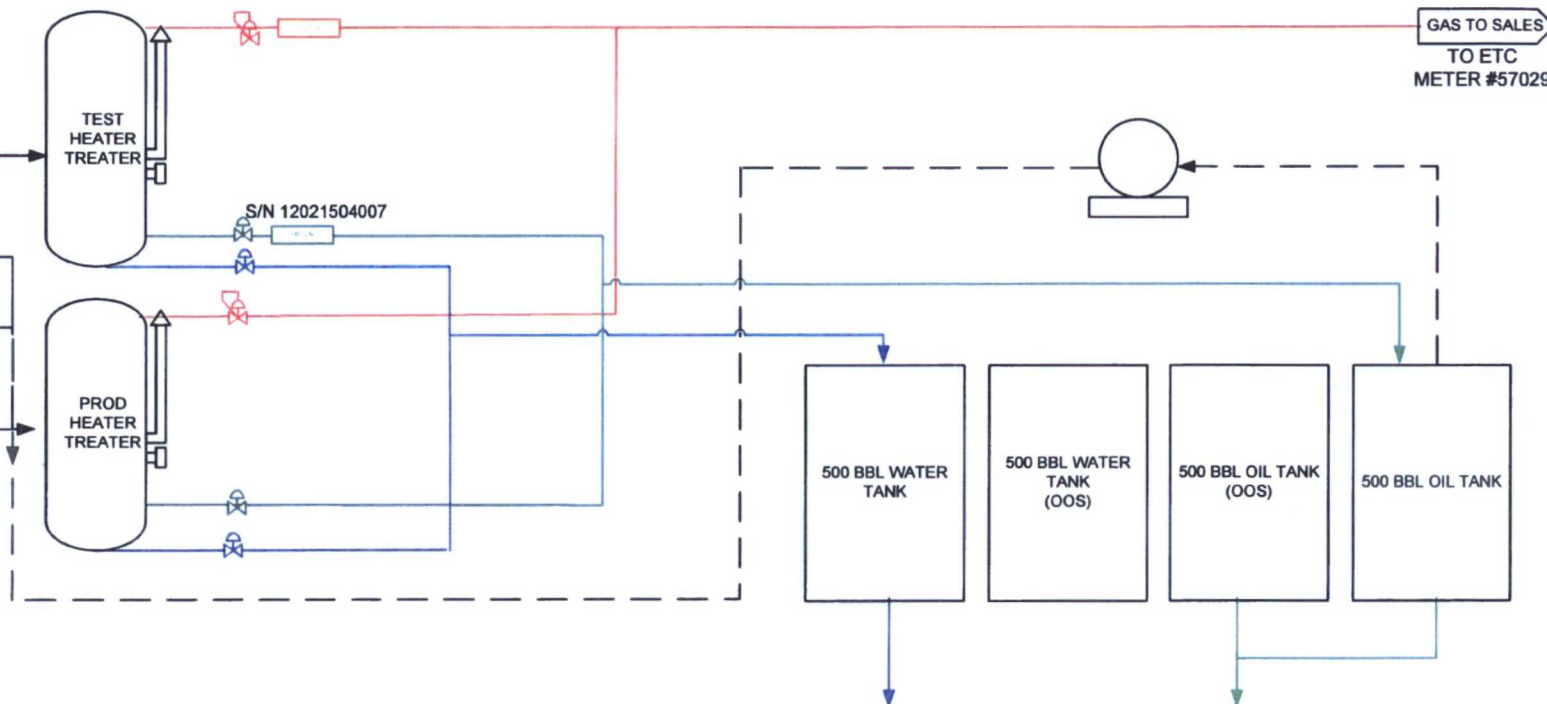 GAS TO SALES
TO ETC
METER #57029
TEST
HEATER
TREATER
S/N 12021504007
PROD
HEATER
TREATER
500 BBL WATER
TANK
500 BBL WATER
TANK
(OOS)
500 BBL OIL TANK
(OOS)
500 BBL OIL TANK